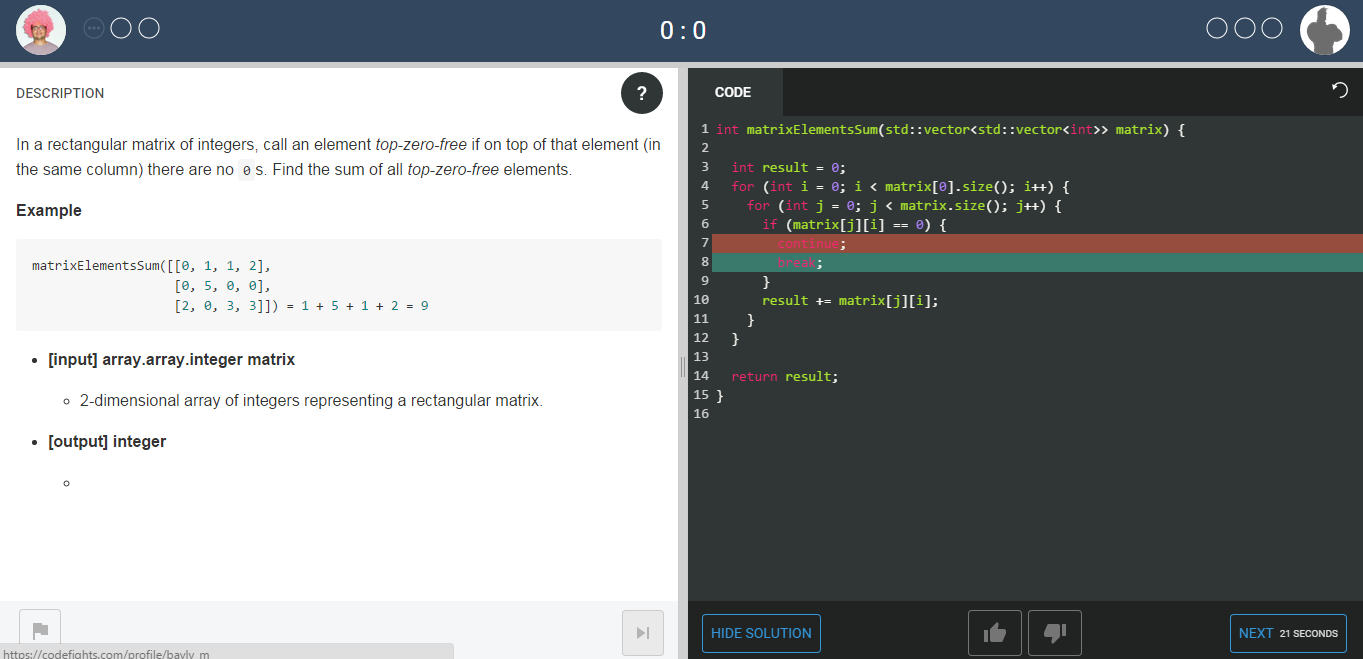 0 : 0
DESCRIPTION
?
In a rectangular matrix of integers, call an element top-zero-free if on top of that element (in
the same column) there are no 0 s. Find the sum of all top-zero-free elements.
Example
matrixElementsSum([[0, 1, 1, 2],
[0, 5, 0, 0],
[2, 0, 3, 3]]) = 1 + 5 + 1 + 2 = 9
[input] array.array.integer matrix
2-dimensional array of integers representing a rectangular matrix.
[output] integer
https://codefights.com/profile/bayly_m
CODE
1 int matrixElementsSum(std::vector<std::vector<int>> matrix) {
2
3 int result = 0;
4 for (int i = 0; i < matrix[0].size(); i++) {
5 for (int j = 0; j < matrix.size(); j++) {
6 if (matrix[j][i] == 0) {
7 continue;
8 break;
9 }
10 result += matrix[j][i];
11 }
12 }
13
14 return result;
15 }
16
HIDE SOLUTION
NEXT 21 SECONDS